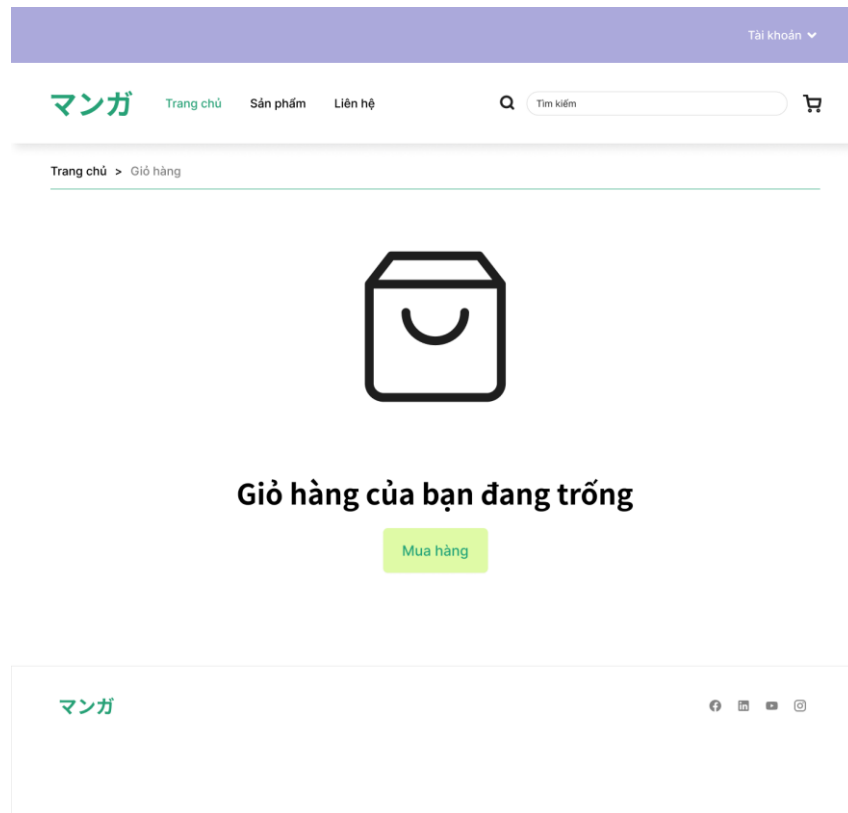 Tài khoản
マンガ Trang chủ Sản phẩm Liên hệ Tìm kiếm
Trang chủ > Giỏ hàng
Giỏ hàng của bạn đang trống
Mua hàng
マンガ